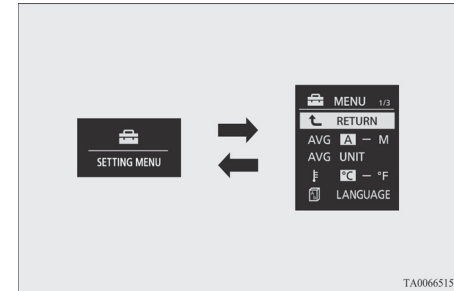 SETTING MENU
MENU 1/3
RETURN
AVG A – M
AVG UNIT
°C – °F
LANGUAGE
TA0066515